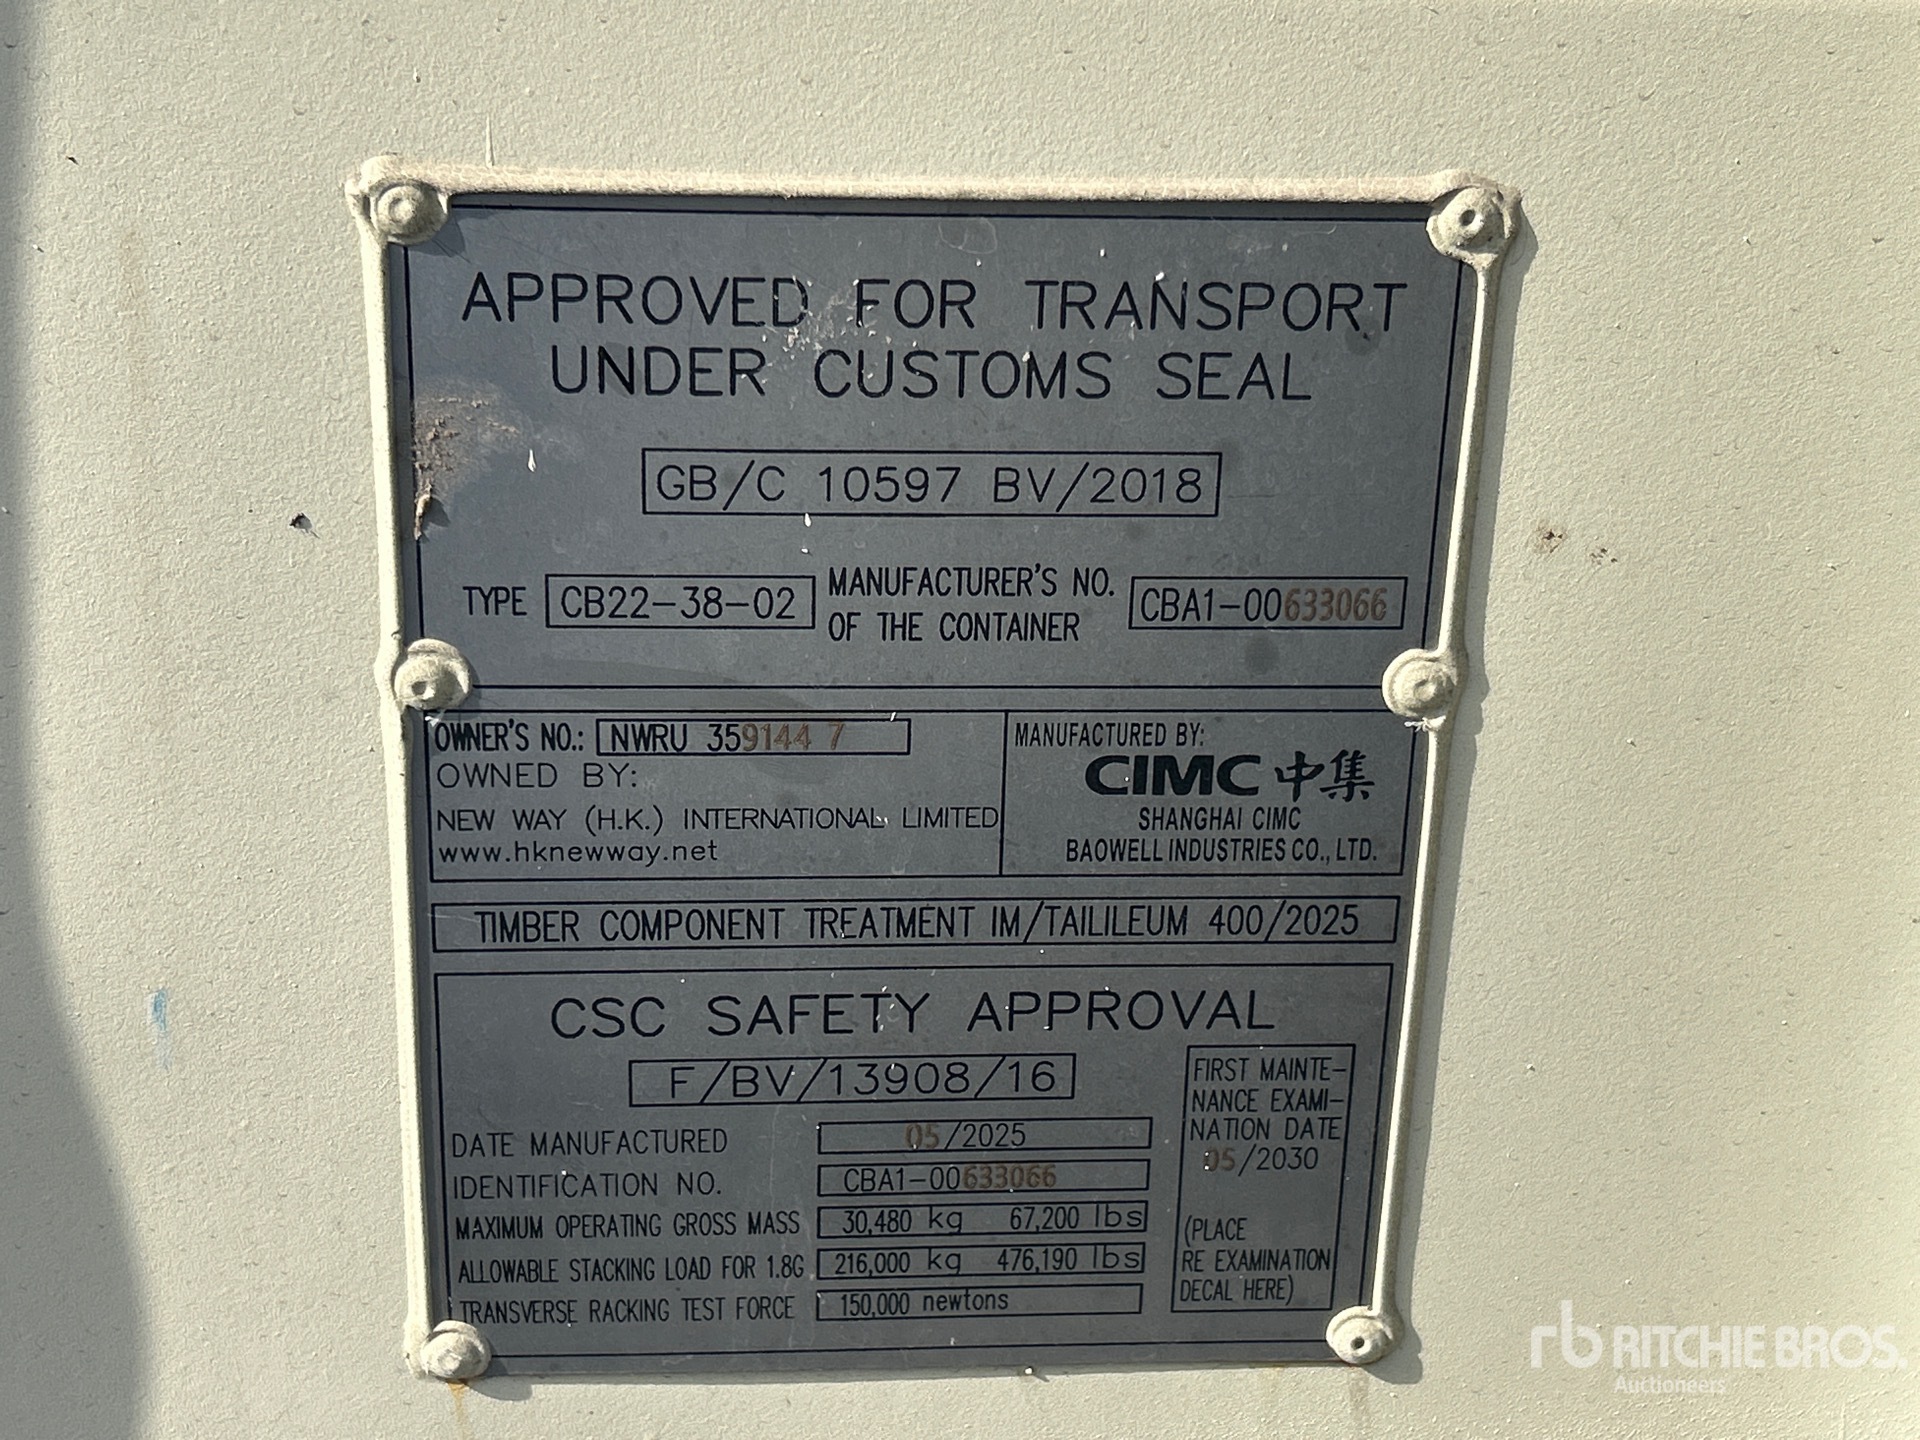 APPROVED FOR TRANSPORT
UNDER CUSTOMS SEAL
GB/C 10597 BV/2018
TYPE CB22-38-02 MANUFACTURER'S NO. OF THE CONTAINER CBA1-00633066
OWNER'S NO.: NWRU 359144 7
OWNED BY:
NEW WAY (H.K.) INTERNATIONAL LIMITED
www.hknewway.net
MANUFACTURED BY:
CIMC 中集
SHANGHAI CIMC
BAOWELL INDUSTRIES CO., LTD.
TIMBER COMPONENT TREATMENT IM/TAILILEUM 400/2025
CSC SAFETY APPROVAL
F/BV/13908/16
DATE MANUFACTURED 05/2025
IDENTIFICATION NO. CBA1-00633066
MAXIMUM OPERATING GROSS MASS 30,480 kg 67,200 lbs
ALLOWABLE STACKING LOAD FOR 1.8G 216,000 kg 476,190 lbs
TRANSVERSE RACKING TEST FORCE 150,000 newtons
FIRST MAINTE-
NANCE EXAMI-
NATION DATE
05/2030
(PLACE
RE EXAMINATION
DECAL HERE)
rb RITCHIE BROS.
Auctioneers